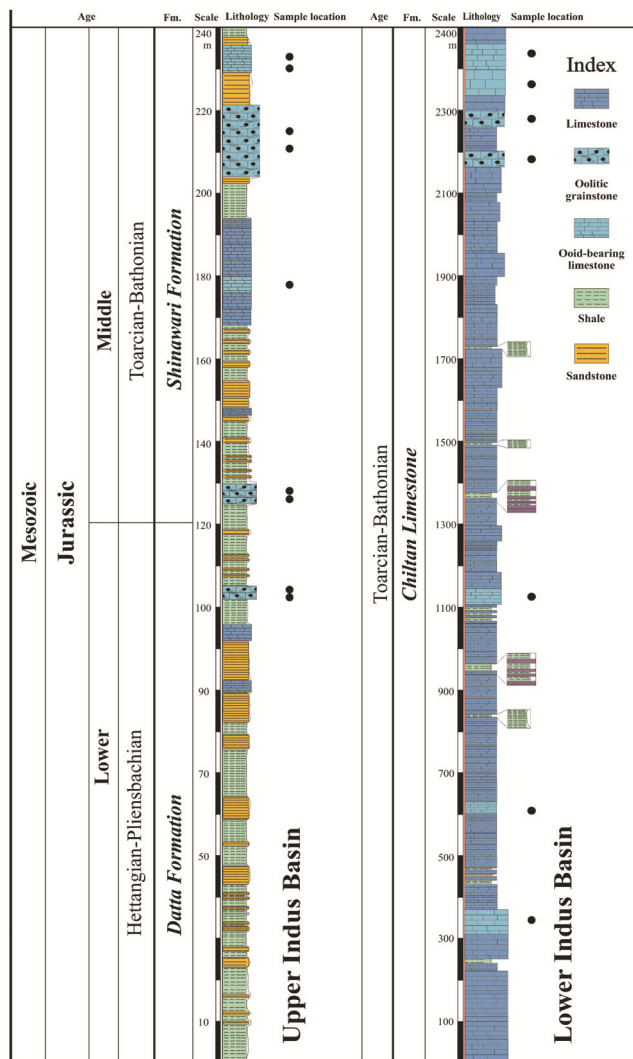 Age Fm. Scale Lithology Sample location Age Fm. Scale Lithology Sample location
240
m
220
200
180
160
140
120
100
90
70
50
10
Mesozoic
Jurassic
Middle
Lower
Toarcian-Bathonian
Hettangian-Pliensbachian
Shinawari Formation
Datta Formation
Upper Indus Basin
Toarcian-Bathonian
Chiltan Limestone
2400
m
2300
2100
1900
1700
1500
1300
1100
900
700
500
300
100
Lower Indus Basin
Index
Limestone
Oolitic
grainstone
Ooid-bearing
limestone
Shale
Sandstone